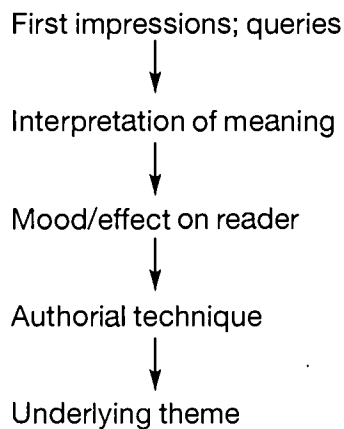 First impressions; queries
Interpretation of meaning
Mood/effect on reader
Authorial technique
Underlying theme